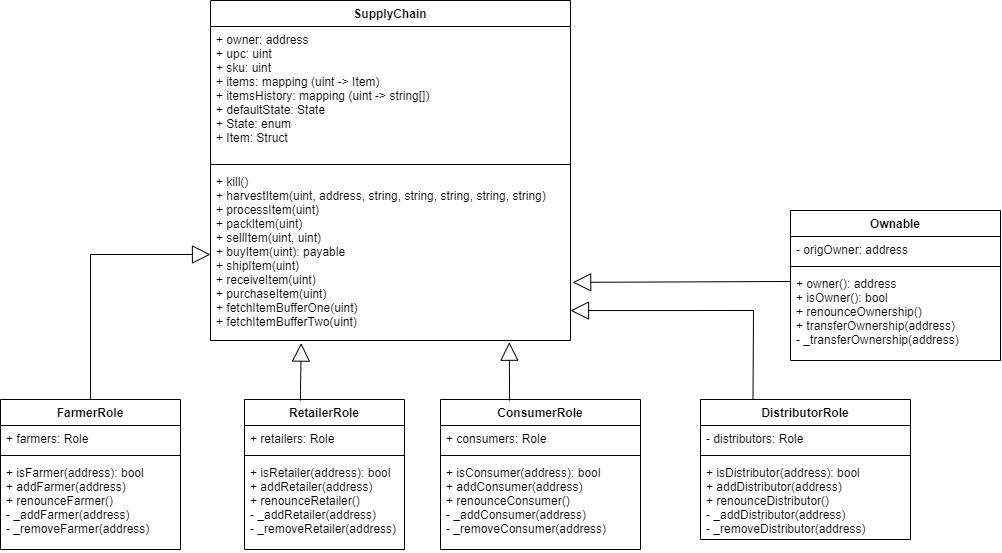 SupplyChain
+ owner: address
+ upc: uint
+ sku: uint
+ items: mapping (uint -> Item)
+ itemsHistory: mapping (uint -> string[])
+ defaultState: State
+ State: enum
+ Item: Struct
+ kill()
+ harvestItem(uint, address, string, string, string, string, string)
+ processItem(uint)
+ packItem(uint)
+ sellItem(uint, uint)
+ buyItem(uint): payable
+ shipItem(uint)
+ receiveItem(uint)
+ purchaseItem(uint)
+ fetchItemBufferOne(uint)
+ fetchItemBufferTwo(uint)
Ownable
- origOwner: address
+ owner(): address
+ isOwner(): bool
+ renounceOwnership()
+ transferOwnership(address)
- _transferOwnership(address)
FarmerRole
+ farmers: Role
+ isFarmer(address): bool
+ addFarmer(address)
+ renounceFarmer()
- _addFarmer(address)
- _removeFarmer(address)
RetailerRole
+ retailers: Role
+ isRetailer(address): bool
+ addRetailer(address)
+ renounceRetailer()
- _addRetailer(address)
- _removeRetailer(address)
ConsumerRole
+ consumers: Role
+ isConsumer(address): bool
+ addConsumer(address)
+ renounceConsumer()
- _addConsumer(address)
- _removeConsumer(address)
DistributorRole
- distributors: Role
+ isDistributor(address): bool
+ addDistributor(address)
+ renounceDistributor()
- _addDistributor(address)
- _removeDistributor(address)